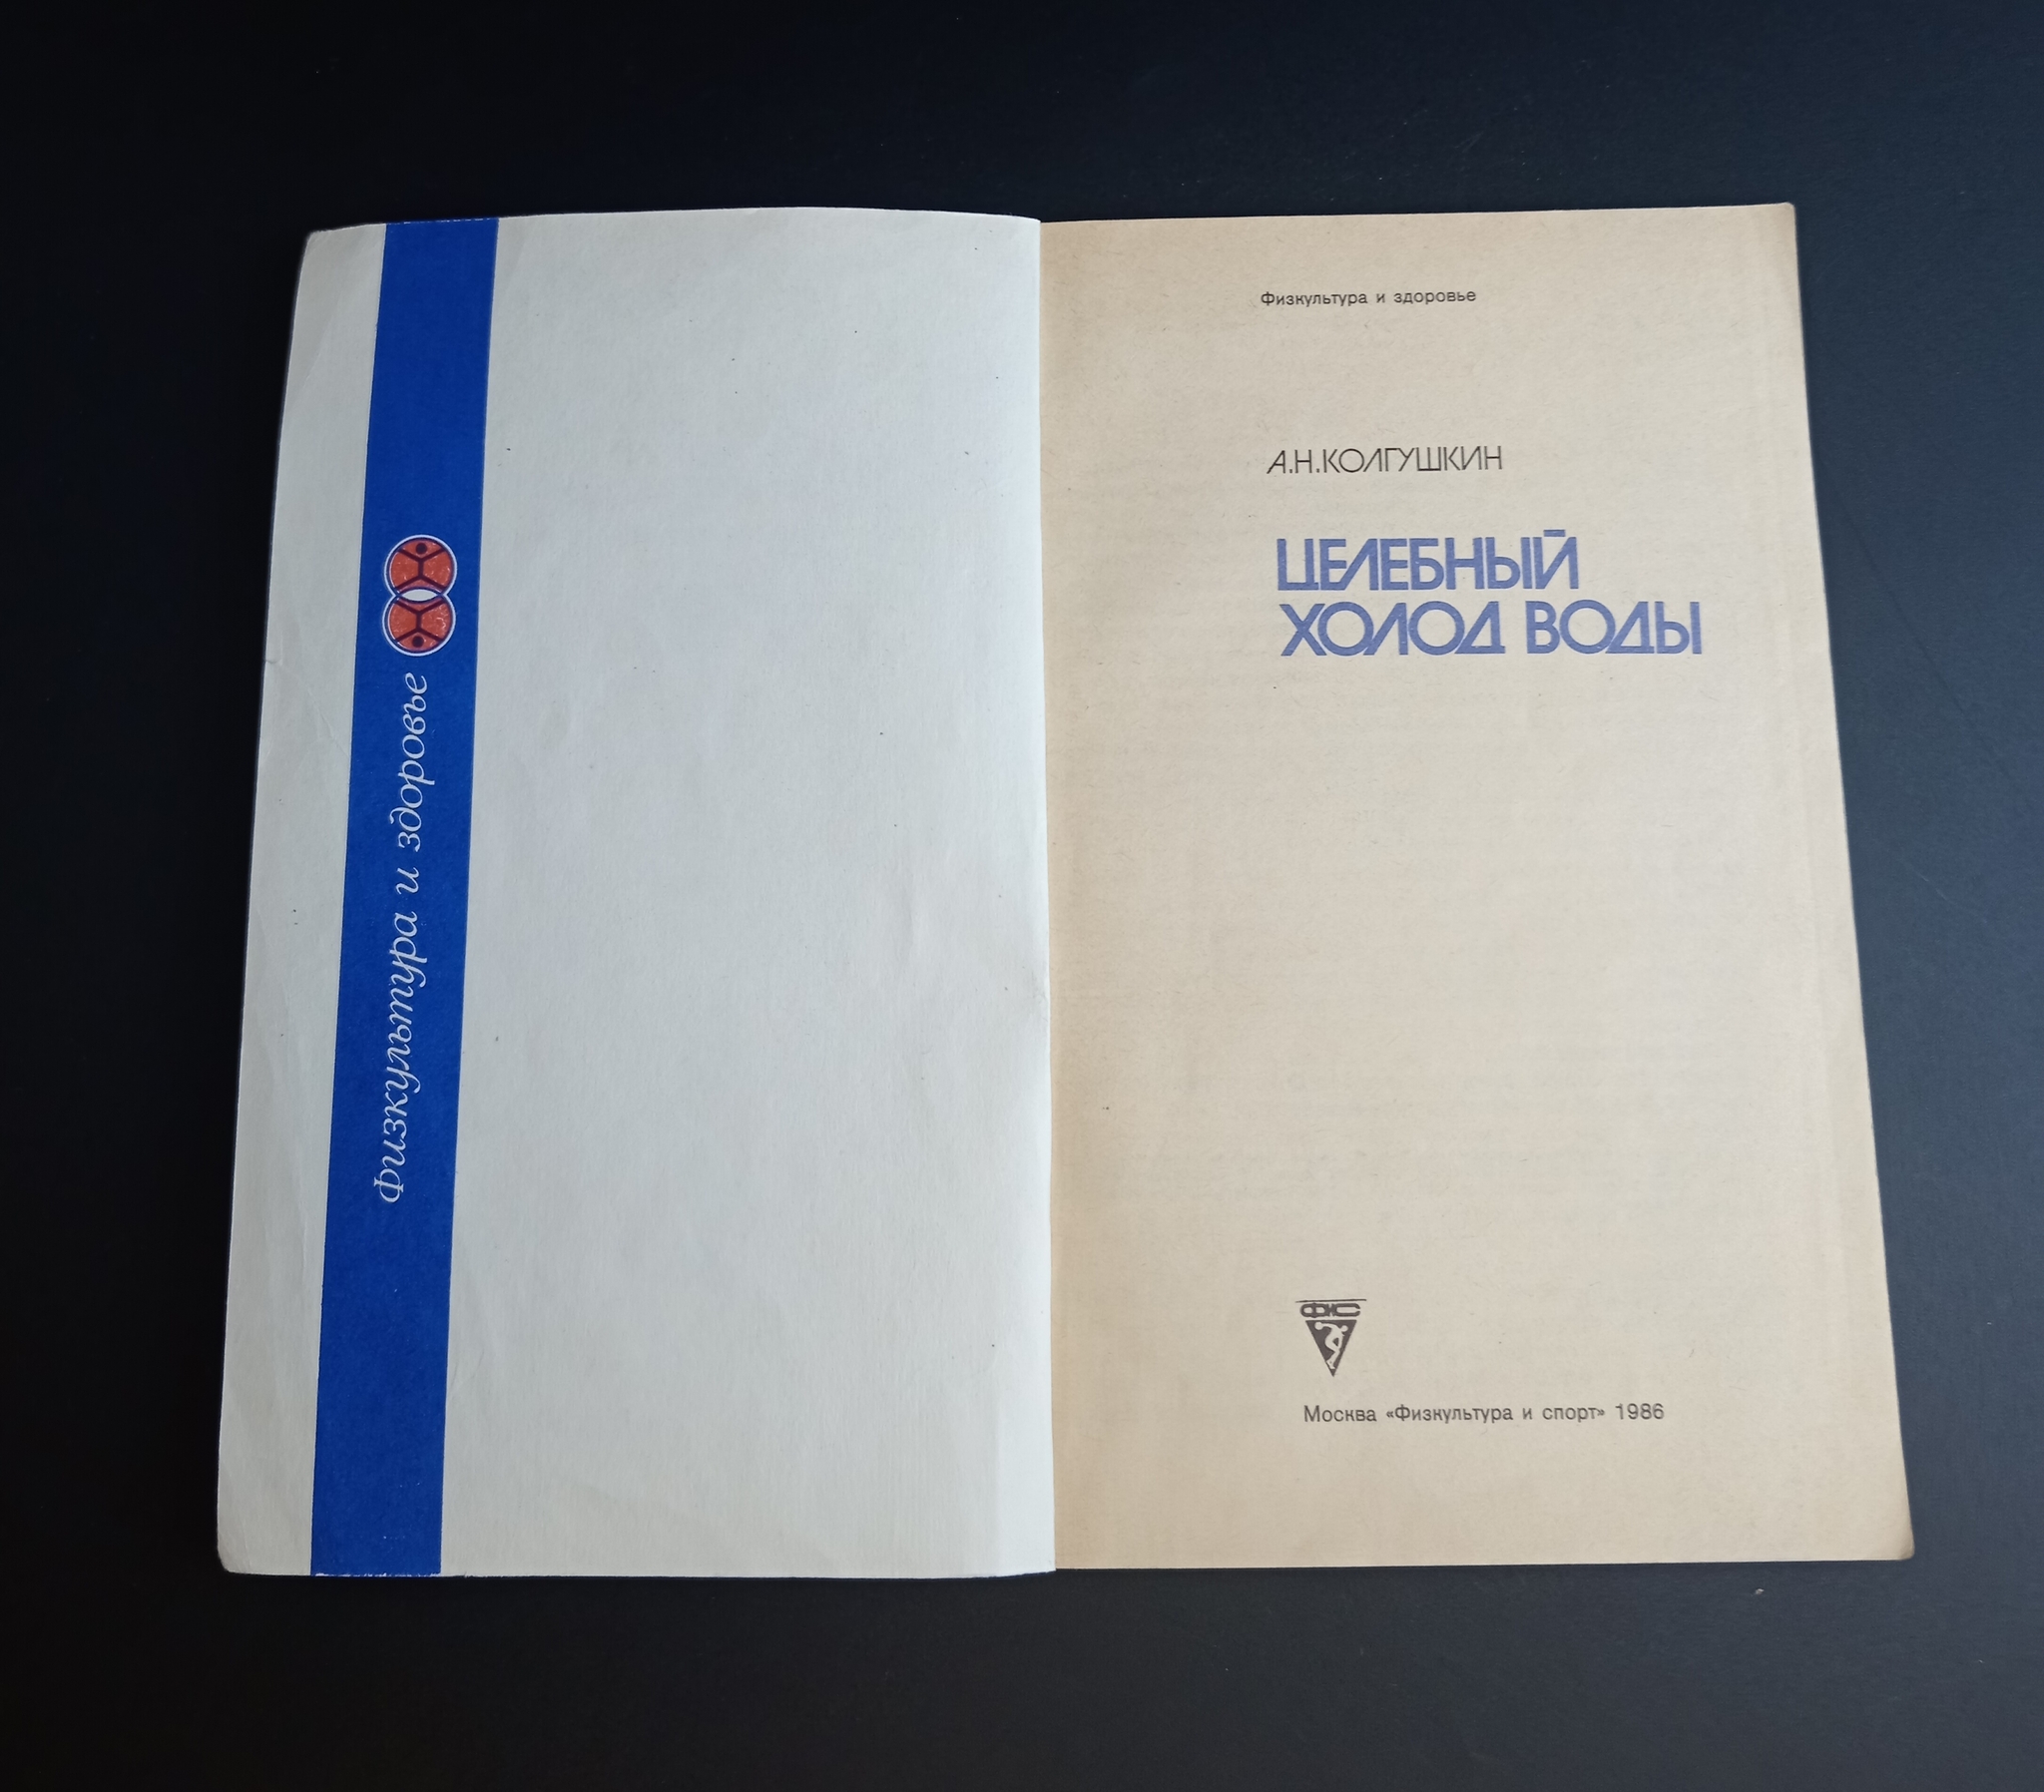 Физкультура и здоровье
Физкультура и здоровье
А.Н.КОЛГУШКИН
ЦЕЛЕБНЫЙ
ХОЛОД ВОДЫ
ФИС
Москва «Физкультура и спорт» 1986